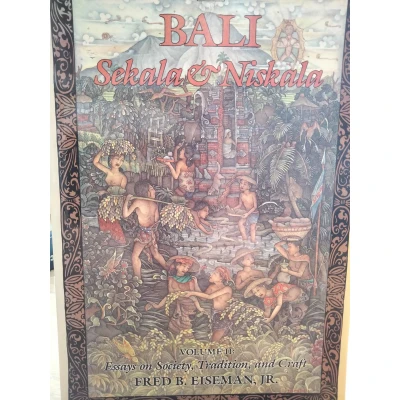 BALI
Sekala & Niskala
VOLUME II:
Essays on Society, Tradition, and Craft
FRED B. EISEMAN, JR.